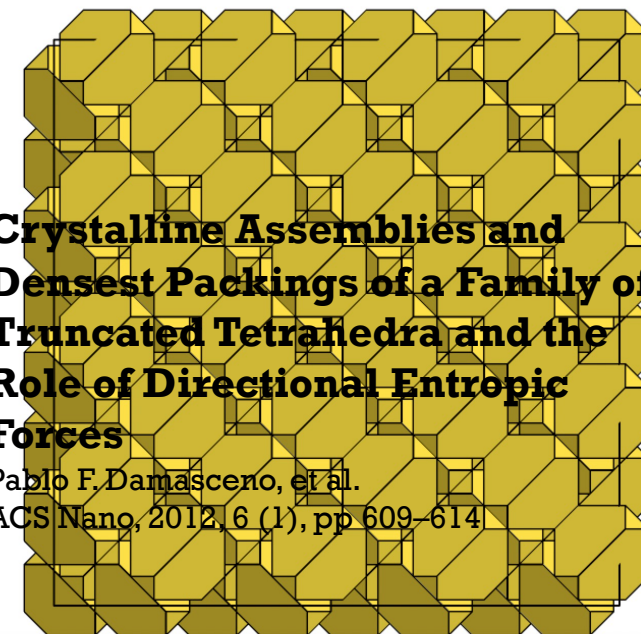 Crystalline Assemblies and
Densest Packings of a Family of
Truncated Tetrahedra and the
Role of Directional Entropic
Forces
Pablo F. Damasceno, et al.
ACS Nano, 2012, 6 (1), pp 609–614